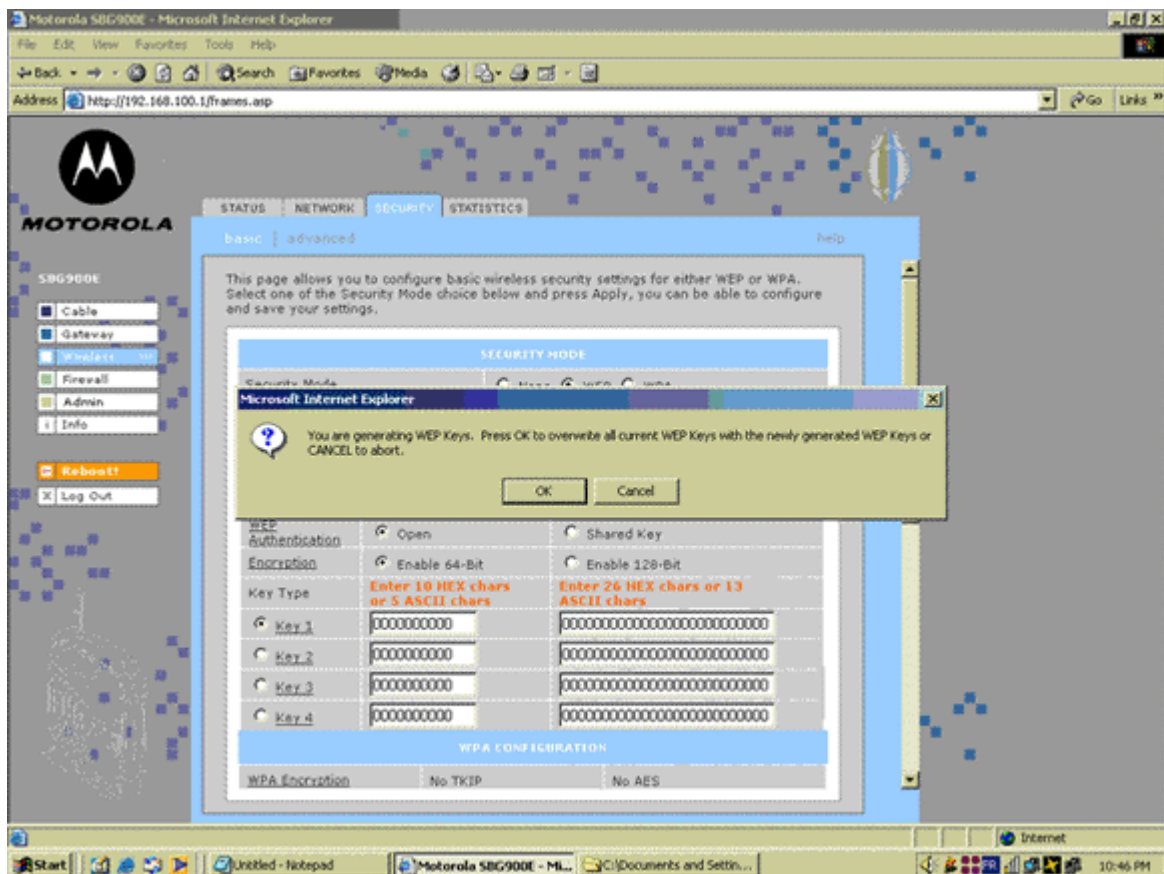 Motorola SBG900E - Microsoft Internet Explorer
File Edit View Favorites Tools Help
Back Search Favorites Media
Address http://192.168.100.1/frames.asp Go Links »
MOTOROLA
STATUS NETWORK SECURITY STATISTICS
basic | advanced help
SBG900E
Cable
Gateway
Wireless >>>
Firewall
Admin
i Info
Reboot!
X Log Out
This page allows you to configure basic wireless security settings for either WEP or WPA.
Select one of the Security Mode choice below and press Apply, you can be able to configure
and save your settings.
SECURITY MODE
Security Mode None WEP WPA
Microsoft Internet Explorer
You are generating WEP Keys. Press OK to overwrite all current WEP Keys with the newly generated WEP Keys or
CANCEL to abort.
OK Cancel
WEP
Authentication Open Shared Key
Encryption Enable 64-Bit Enable 128-Bit
Key Type Enter 10 HEX chars
or 5 ASCII chars Enter 26 HEX chars or 13
ASCII chars
Key 1 0000000000 00000000000000000000000000
Key 2 0000000000 00000000000000000000000000
Key 3 0000000000 00000000000000000000000000
Key 4 0000000000 00000000000000000000000000
WPA CONFIGURATION
WPA Encryption No TKIP No AES
Internet
Start Untitled - Notepad Motorola SBG900E - Mi... C:\Documents and Settin... FR 10:46 PM